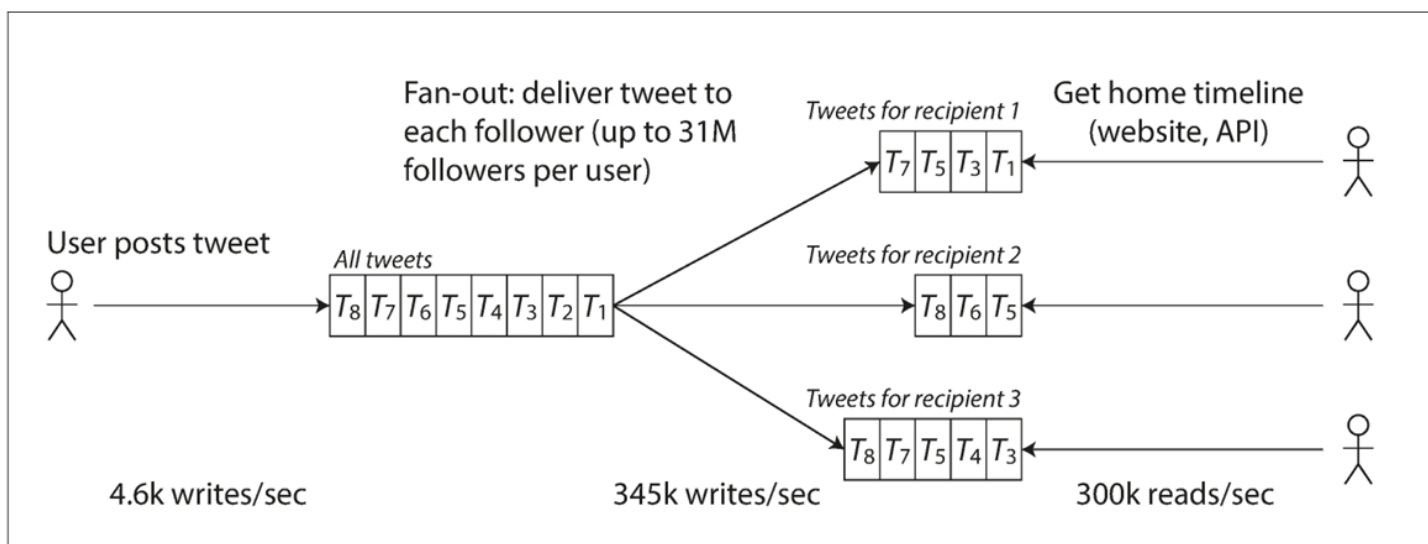 Fan-out: deliver tweet to
each follower (up to 31M
followers per user)
Tweets for recipient 1
T7 T5 T3 T1
Get home timeline
(website, API)
User posts tweet
All tweets
T8 T7 T6 T5 T4 T3 T2 T1
Tweets for recipient 2
T8 T6 T5
Tweets for recipient 3
T8 T7 T5 T4 T3
4.6k writes/sec
345k writes/sec
300k reads/sec